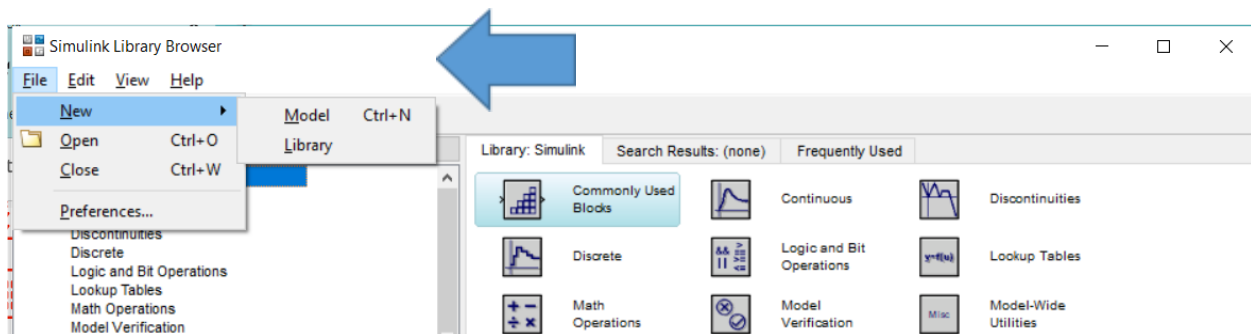 Simulink Library Browser
File Edit View Help
New
Model Ctrl+N
Open Ctrl+O
Library
Close Ctrl+W
Preferences...
Library: Simulink Search Results: (none) Frequently Used
Discontinuities
Discrete
Logic and Bit Operations
Lookup Tables
Math Operations
Model Verification
Commonly Used
Blocks
Continuous
Discontinuities
Discrete
&& >=
|| <=
Logic and Bit
Operations
y=f(u)
Lookup Tables
+ -
÷ ×
Math
Operations
Model
Verification
Misc
Model-Wide
Utilities